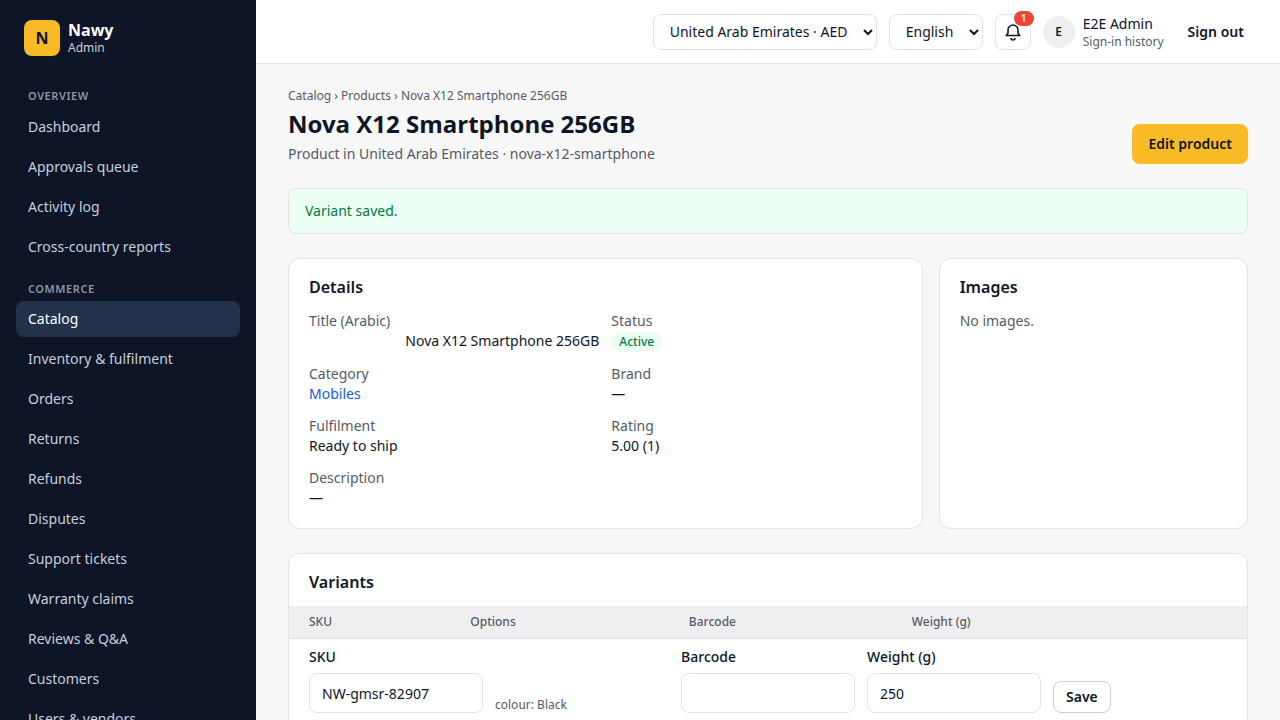 N
Nawy
Admin
OVERVIEW
Dashboard
Approvals queue
Activity log
Cross-country reports
COMMERCE
Catalog
Inventory & fulfilment
Orders
Returns
Refunds
Disputes
Support tickets
Warranty claims
Reviews & Q&A
Customers
Users & vendors
United Arab Emirates · AED
English
1
E
E2E Admin
Sign-in history
Sign out
Catalog › Products › Nova X12 Smartphone 256GB
Nova X12 Smartphone 256GB
Product in United Arab Emirates · nova-x12-smartphone
Edit product
Variant saved.
Details
Title (Arabic)
Nova X12 Smartphone 256GB
Status
Active
Category
Mobiles
Brand
—
Fulfilment
Ready to ship
Rating
5.00 (1)
Description
—
Images
No images.
Variants
SKU Options Barcode Weight (g)
SKU Barcode Weight (g)
NW-gmsr-82907 colour: Black 250 Save